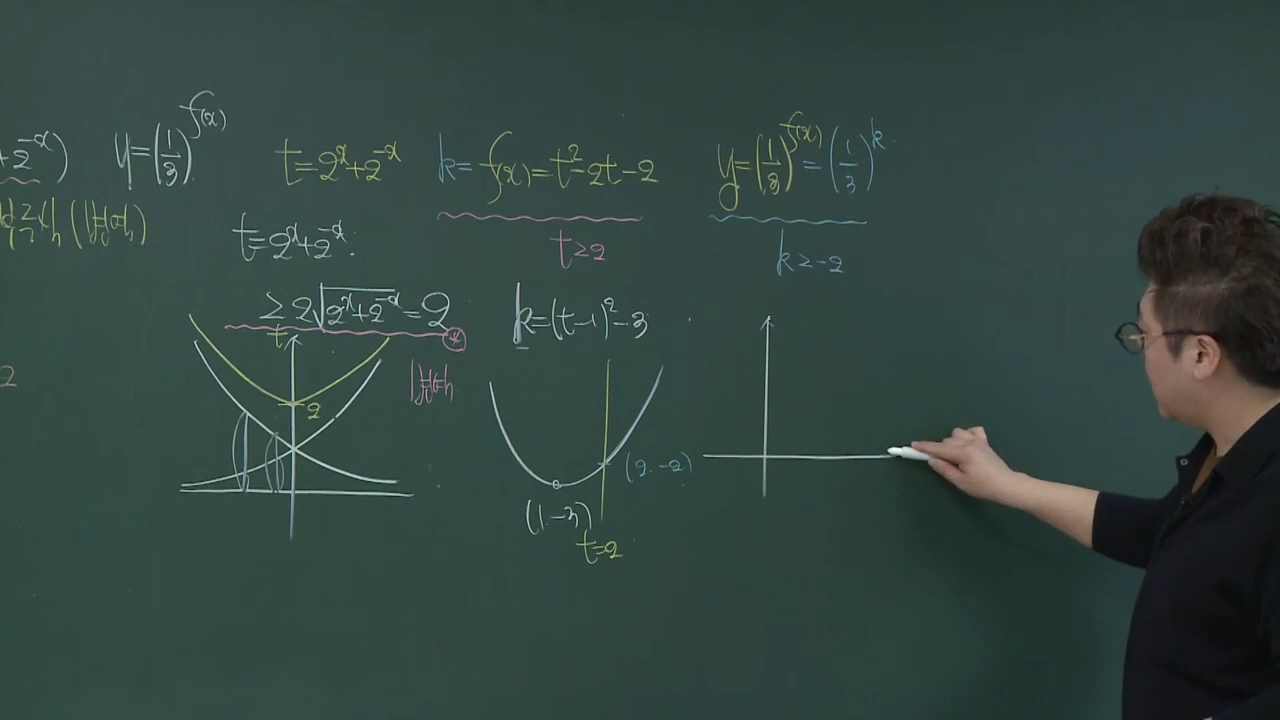 +2^{-x})
y=(1/3)^{f(x)}
t=2^x+2^{-x}
k=f(x)=t^2-2t-2
y=(1/3)^{f(x)}=(1/3)^k
t=2^x+2^{-x}
t≥2
k≥-2
≥2√(2^x+2^{-x})=2
k=(t-1)^2-3
2
t
2
(2.-2)
(1.-3)
t=2